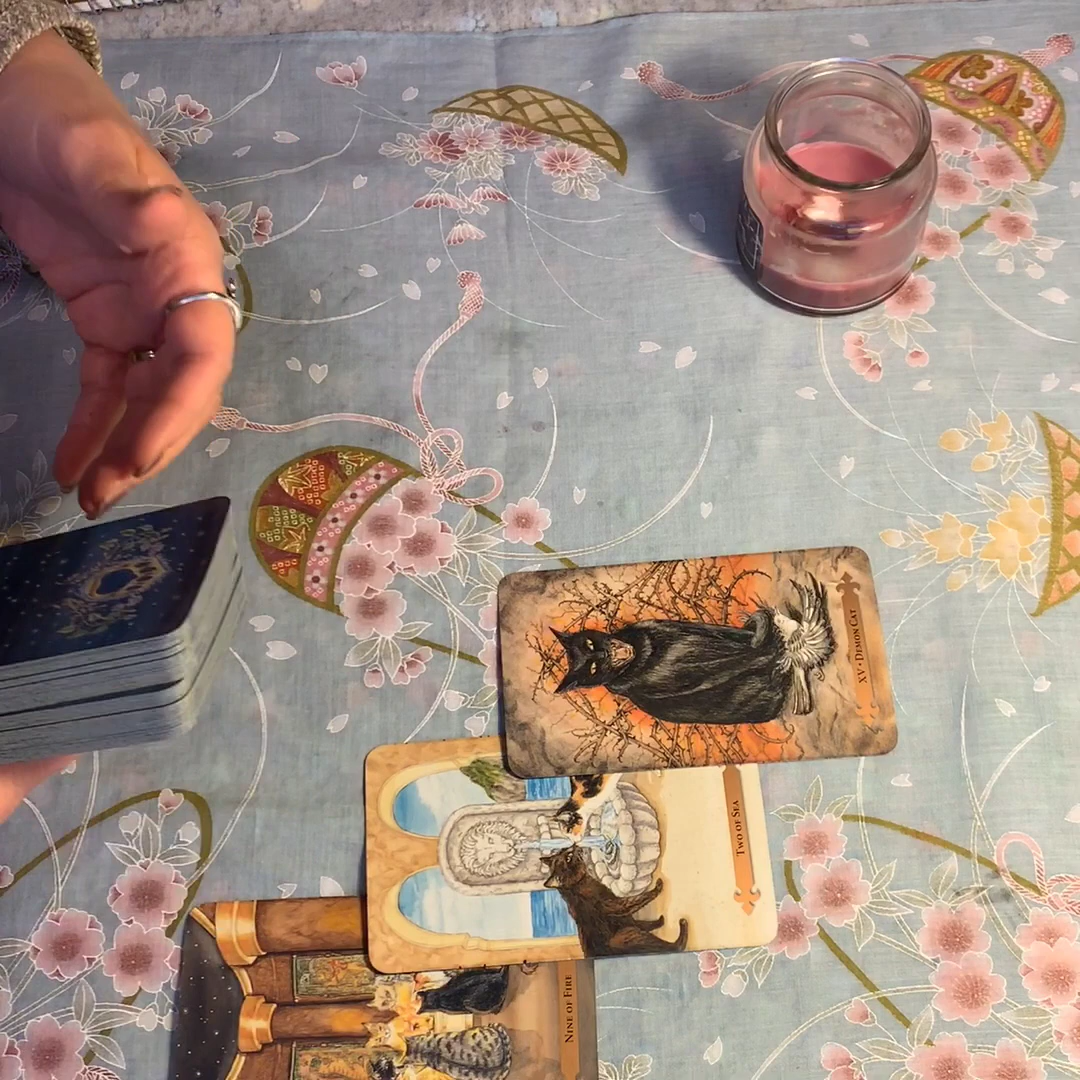 XV • Demon Cat
Two of Sea
Nine of Fire